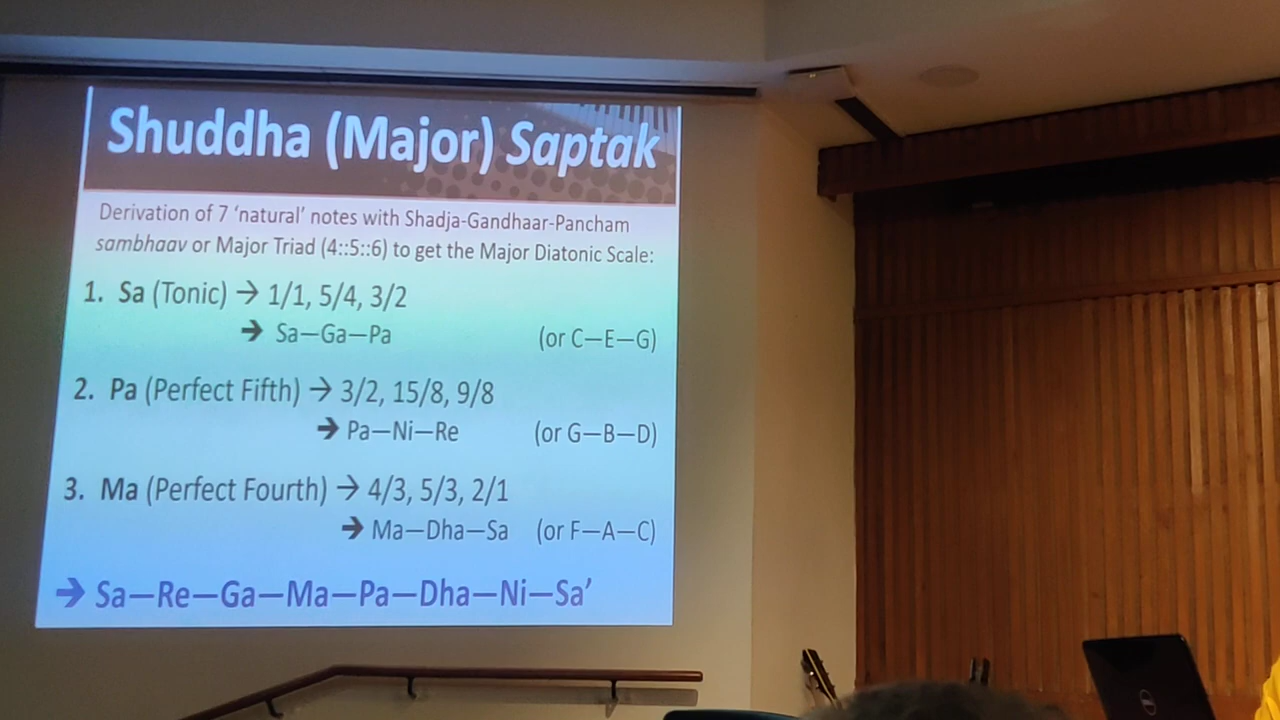 Shuddha (Major) Saptak
Derivation of 7 ‘natural’ notes with Shadja-Gandhaar-Pancham
sambhaav or Major Triad (4::5::6) to get the Major Diatonic Scale:
1. Sa (Tonic) → 1/1, 5/4, 3/2
→ Sa—Ga—Pa (or C—E—G)
2. Pa (Perfect Fifth) → 3/2, 15/8, 9/8
→ Pa—Ni—Re (or G—B—D)
3. Ma (Perfect Fourth) → 4/3, 5/3, 2/1
→ Ma—Dha—Sa (or F—A—C)
→ Sa—Re—Ga—Ma—Pa—Dha—Ni—Sa’
DELL